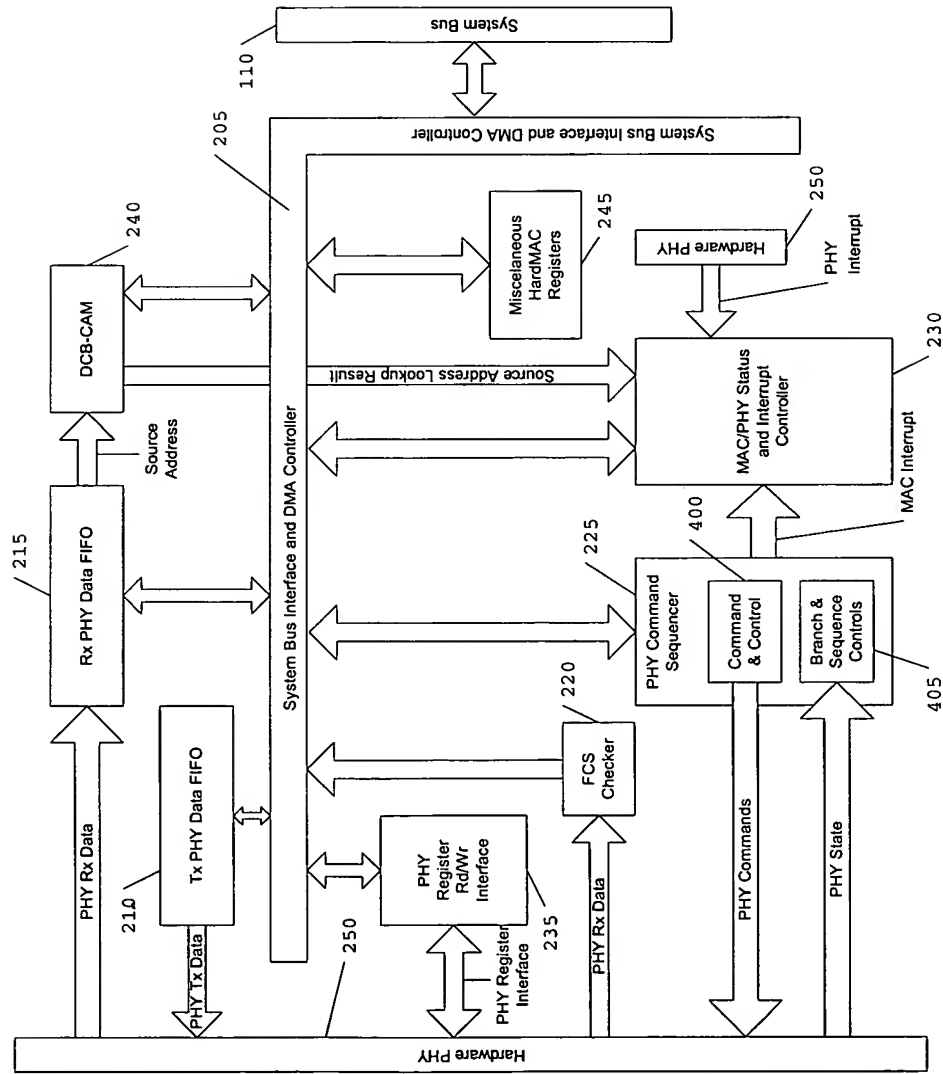 110
System Bus
205
System Bus Interface and DMA Controller
System Bus Interface and DMA Controller
240
DCB-CAM
Source
Address
215
Rx PHY Data FIFO
PHY Rx Data
Tx PHY Data FIFO
210
PHY Tx Data
250
Miscelaneous
HardMAC
Registers
245
Hardware PHY
250
PHY
Interrupt
Source Address Lookup Result
MAC/PHY Status
and Interrupt
Controller
230
MAC Interrupt
225
400
PHY Command
Sequencer
Command
& Control
Branch &
Sequence
Controls
405
220
FCS
Checker
PHY
Register
Rd/Wr
Interface
235
PHY Register
Interface
PHY Rx Data
PHY Commands
PHY State
Hardware PHY